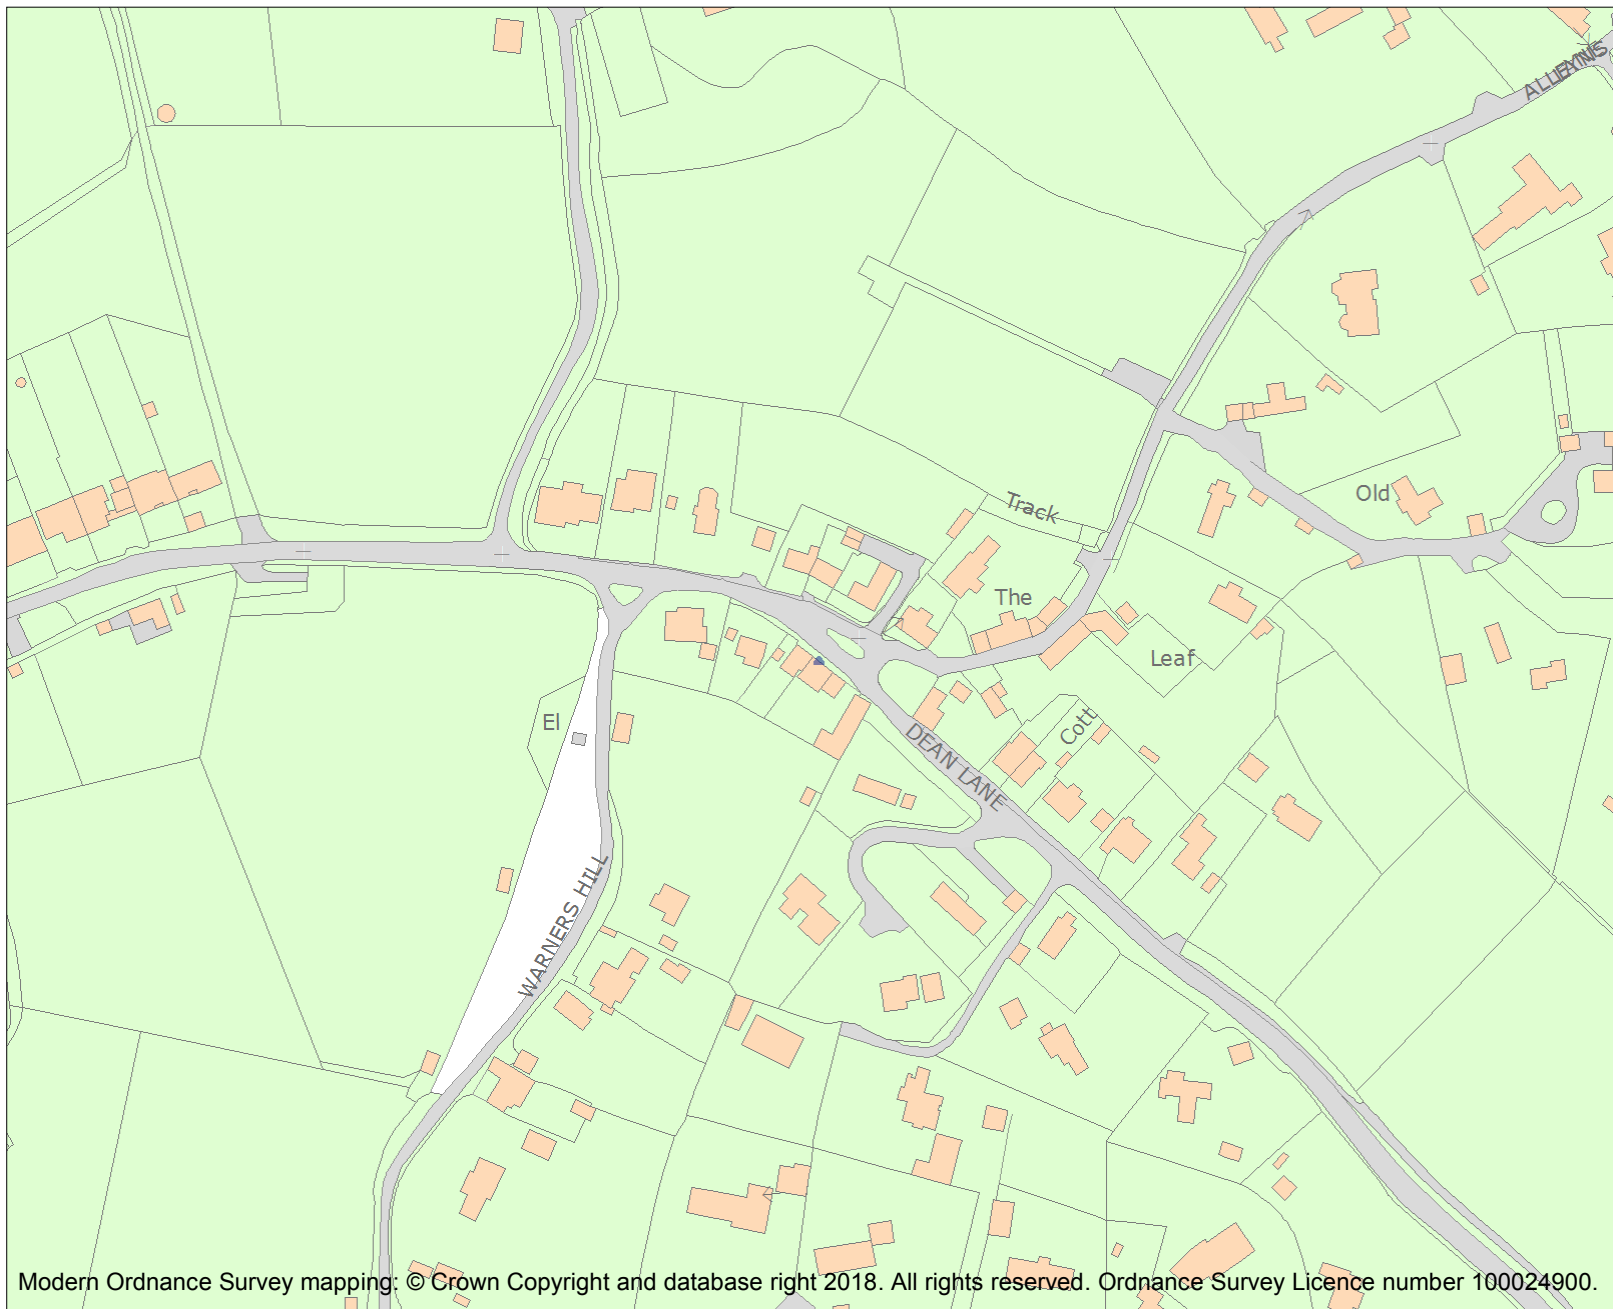 ALLEYNS
Track
Old
The
Leaf
El
Cott
DEAN LANE
WARNERS HILL
Modern Ordnance Survey mapping: © Crown Copyright and database right 2018. All rights reserved. Ordnance Survey Licence number 100024900.